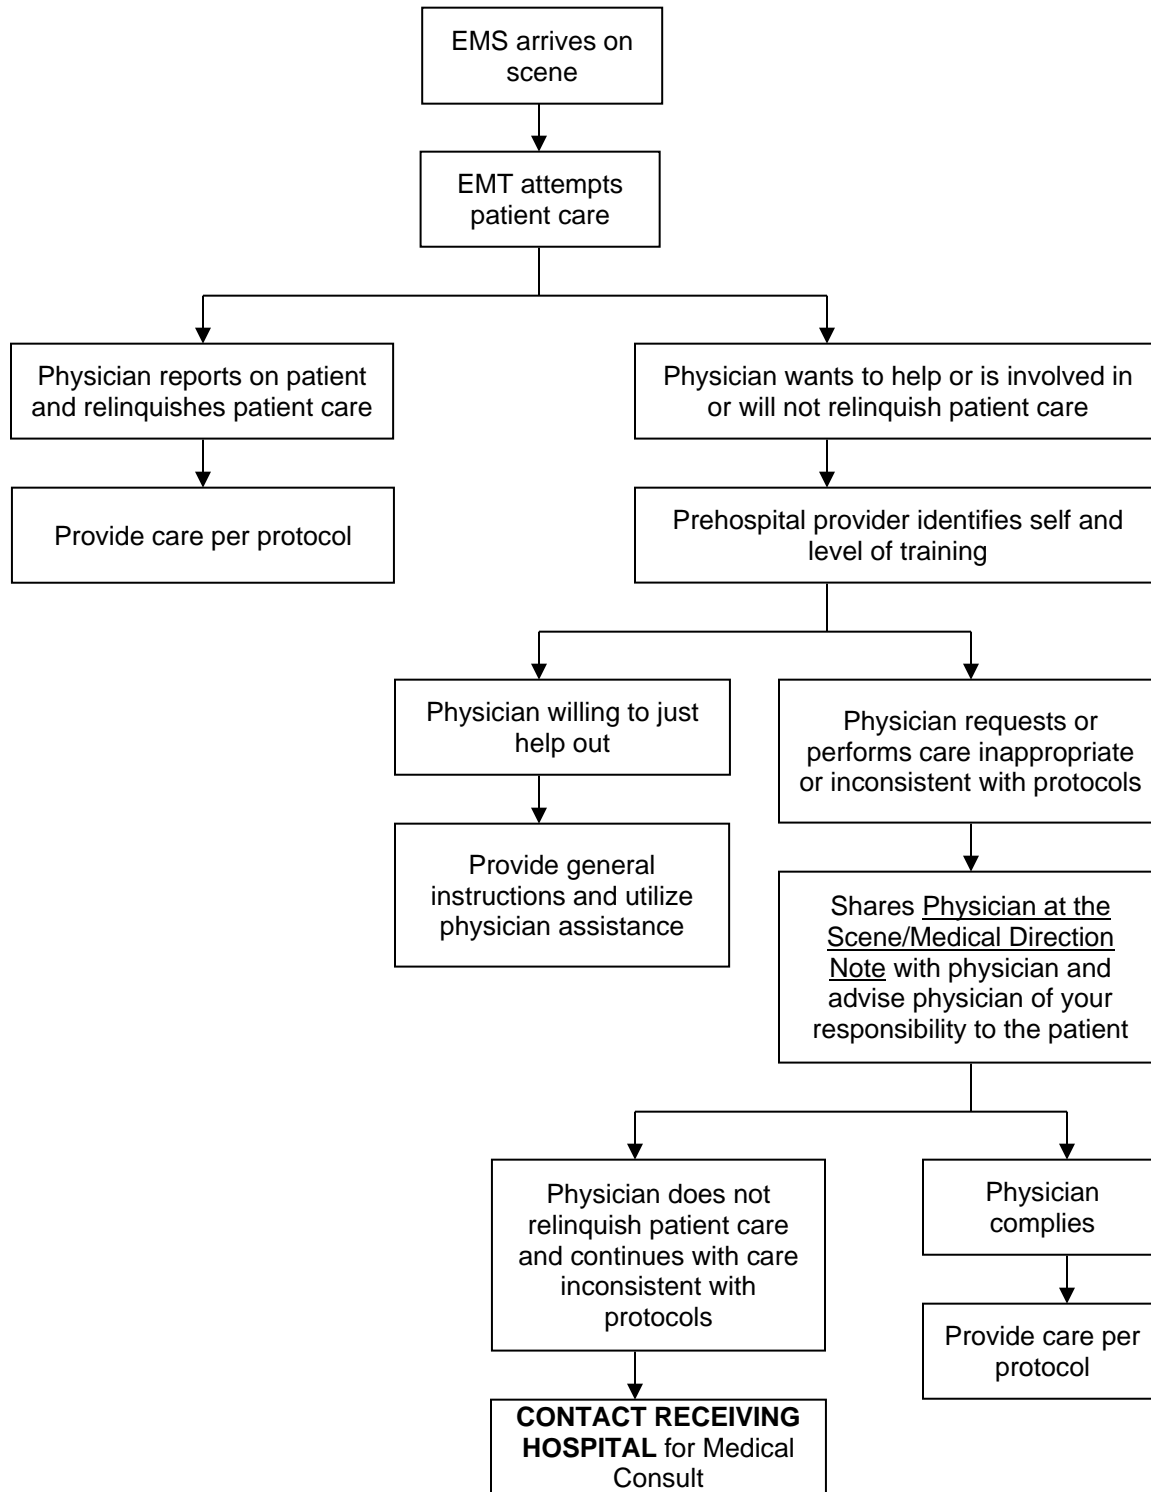 EMS arrives on
scene
EMT attempts
patient care
Physician reports on patient
and relinquishes patient care
Physician wants to help or is involved in
or will not relinquish patient care
Provide care per protocol
Prehospital provider identifies self and
level of training
Physician willing to just
help out
Physician requests or
performs care inappropriate
or inconsistent with protocols
Provide general
instructions and utilize
physician assistance
Shares Physician at the
Scene/Medical Direction
Note with physician and
advise physician of your
responsibility to the patient
Physician does not
relinquish patient care
and continues with care
inconsistent with
protocols
Physician
complies
Provide care per
protocol
CONTACT RECEIVING
HOSPITAL for Medical
Consult